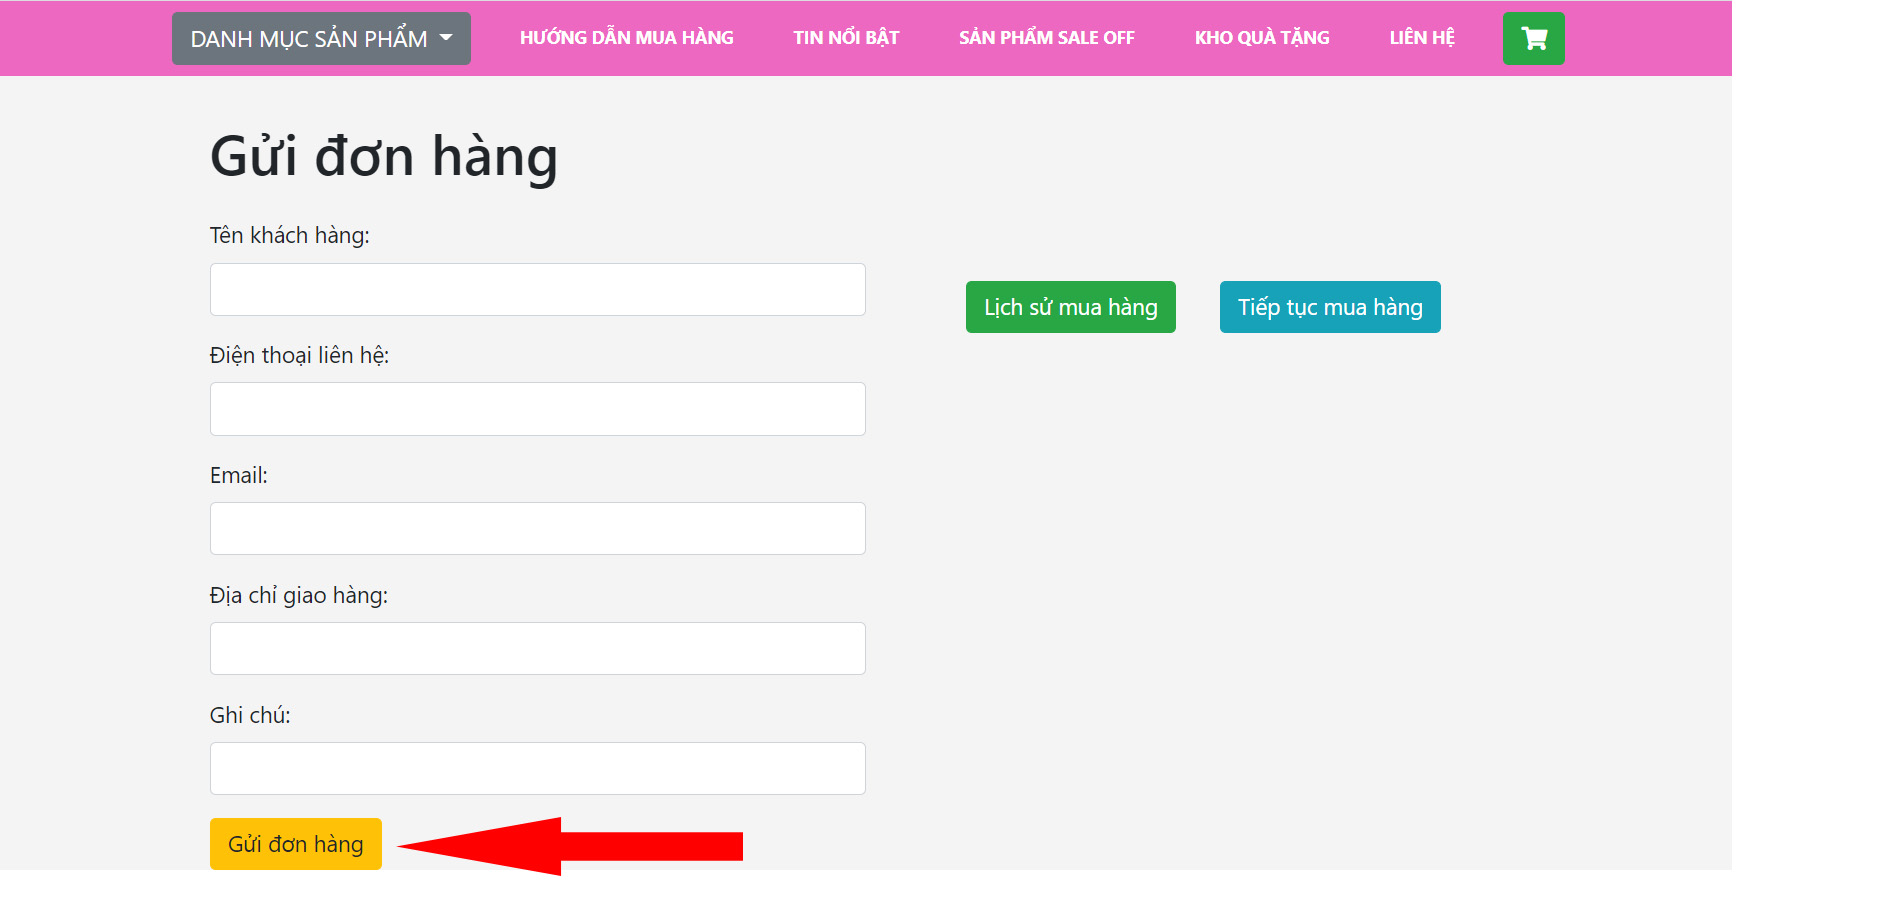 DANH MỤC SẢN PHẨM
HƯỚNG DẪN MUA HÀNG
TIN NỔI BẬT
SẢN PHẨM SALE OFF
KHO QUÀ TẶNG
LIÊN HỆ
Gửi đơn hàng
Tên khách hàng:
Lịch sử mua hàng
Tiếp tục mua hàng
Điện thoại liên hệ:
Email:
Địa chỉ giao hàng:
Ghi chú:
Gửi đơn hàng